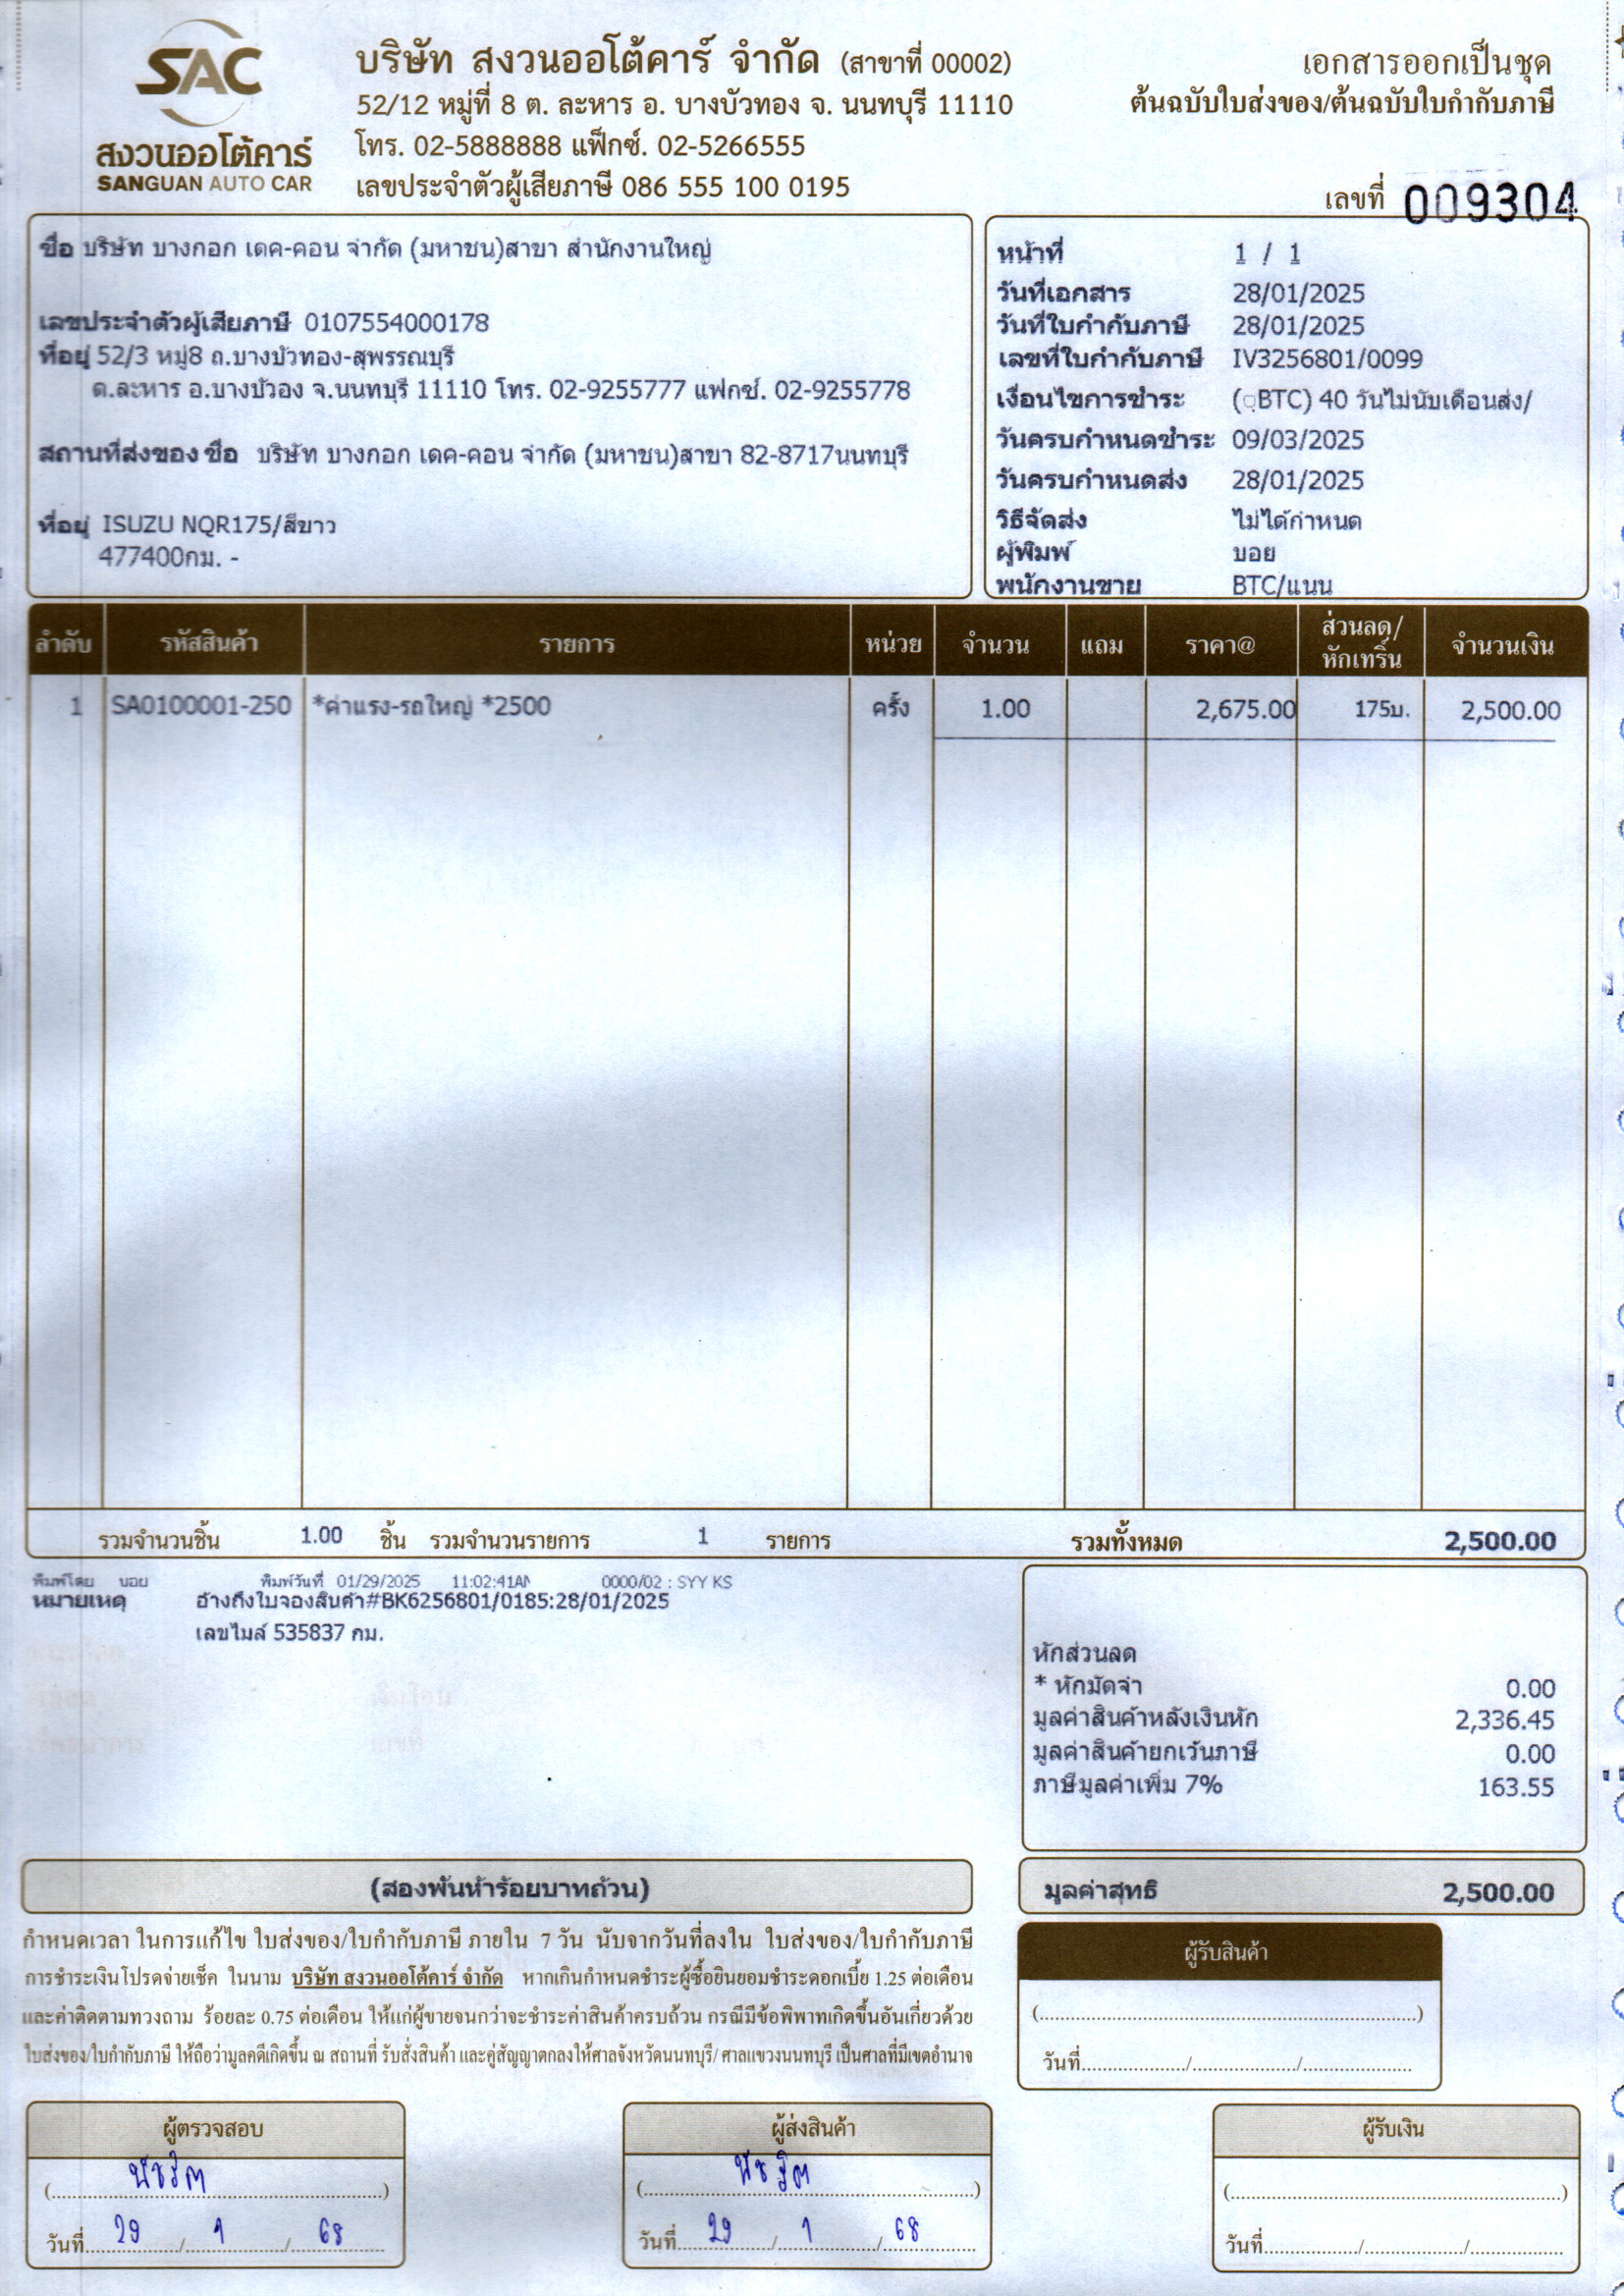 SAC
สงวนออโต้คาร์
SANGUAN AUTO CAR
บริษัท สงวนออโต้คาร์ จำกัด (สาขาที่ 00002)
52/12 หมู่ที่ 8 ต. ละหาร อ. บางบัวทอง จ. นนทบุรี 11110
โทร. 02-5888888 แฟ็กซ์. 02-5266555
เลขประจำตัวผู้เสียภาษี 086 555 100 0195
เอกสารออกเป็นชุด
ต้นฉบับใบส่งของ/ต้นฉบับใบกำกับภาษี
เลขที่ 009304
ชื่อ บริษัท บางกอก เดค-คอน จำกัด (มหาชน)สาขา สำนักงานใหญ่
เลขประจำตัวผู้เสียภาษี 0107554000178
ที่อยู่ 52/3 หมู่8 ถ.บางบัวทอง-สุพรรณบุรี
ต.ละหาร อ.บางบัวอง จ.นนทบุรี 11110 โทร. 02-9255777 แฟกซ์. 02-9255778
สถานที่ส่งของ ชื่อ บริษัท บางกอก เดค-คอน จำกัด (มหาชน)สาขา 82-8717นนทบุรี
ที่อยู่ ISUZU NQR175/สีขาว
477400กม. -
หน้าที่ 1 / 1
วันที่เอกสาร 28/01/2025
วันที่ใบกำกับภาษี 28/01/2025
เลขที่ใบกำกับภาษี IV3256801/0099
เงื่อนไขการชำระ (ฺBTC) 40 วันไม่นับเดือนส่ง/
วันครบกำหนดชำระ 09/03/2025
วันครบกำหนดส่ง 28/01/2025
วิธีจัดส่ง ไม่ได้กำหนด
ผู้พิมพ์ บอย
พนักงานขาย BTC/แนน
ลำดับ รหัสสินค้า รายการ หน่วย จำนวน แถม ราคา@ ส่วนลด/หักเทริ์น จำนวนเงิน
1 SA0100001-250 *ค่าแรง-รถใหญ่ *2500 ครั้ง 1.00 2,675.00 175บ. 2,500.00
รวมจำนวนชิ้น 1.00 ชิ้น รวมจำนวนรายการ 1 รายการ รวมทั้งหมด 2,500.00
พิมพ์โดย บอย พิมพ์วันที่ 01/29/2025 11:02:41AM 0000/02 : SYY KS
หมายเหตุ อ้างถึงใบจองสินค้า#BK6256801/0185:28/01/2025
เลขไมล์ 535837 กม.
หักส่วนลด
* หักมัดจำ 0.00
มูลค่าสินค้าหลังเงินหัก 2,336.45
มูลค่าสินค้ายกเว้นภาษี 0.00
ภาษีมูลค่าเพิ่ม 7% 163.55
(สองพันห้าร้อยบาทถ้วน)
มูลค่าสุทธิ 2,500.00
กำหนดเวลา ในการแก้ไข ใบส่งของ/ใบกำกับภาษี ภายใน 7 วัน นับจากวันที่ลงใน ใบส่งของ/ใบกำกับภาษี
การชำระเงินโปรดจ่ายเช็ค ในนาม บริษัท สงวนออโต้คาร์ จำกัด หากเกินกำหนดชำระผู้ซื้อยินยอมชำระดอกเบี้ย 1.25 ต่อเดือน
และค่าติดตามทวงถาม ร้อยละ 0.75 ต่อเดือน ให้แก่ผู้ขายจนกว่าจะชำระค่าสินค้าครบถ้วน กรณีมีข้อพิพาทเกิดขึ้นอันเกี่ยวด้วย
ใบส่งของ/ใบกำกับภาษี ให้ถือว่ามูลคดีเกิดขึ้น ณ สถานที่ รับสั่งสินค้า และคู่สัญญาตกลงให้ศาลจังหวัดนนทบุรี/ ศาลแขวงนนทบุรี เป็นศาลที่มีเขตอำนาจ
ผู้รับสินค้า
(........................)
วันที่............/............/............
ผู้ตรวจสอบ
วันที่ 29 / 1 / 68
ผู้ส่งสินค้า
วันที่ 29 / 1 / 68
ผู้รับเงิน
(........................)
วันที่............/............/............